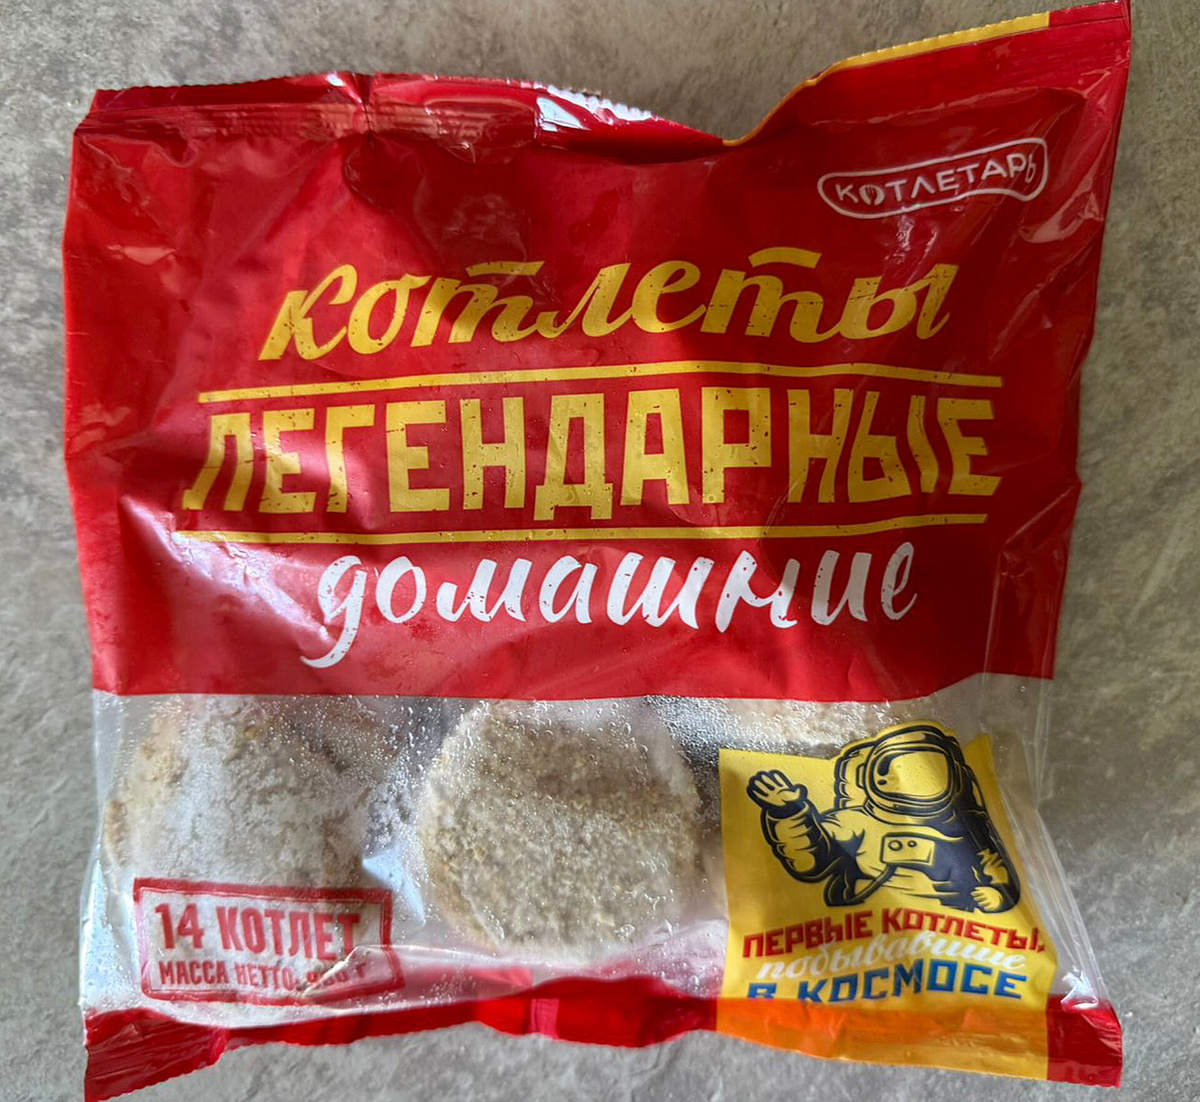 КОТЛЕТАРЬ
котлеты
ЛЕГЕНДАРНЫЕ
домашние
14 КОТЛЕТ
МАССА НЕТТО:
ПЕРВЫЕ КОТЛЕТЫ,
побывавшие
В КОСМОСЕ